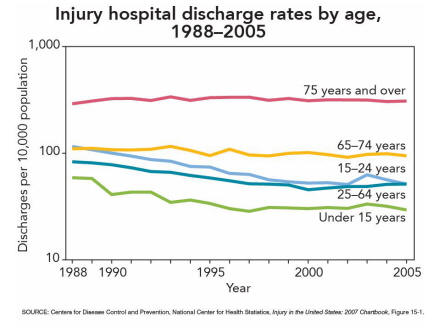 Injury hospital discharge rates by age,
1988–2005
Discharges per 10,000 population
1,000
100
10
75 years and over
65–74 years
15–24 years
25–64 years
Under 15 years
1988 1990 1995 2000 2005
Year
SOURCE: Centers for Disease Control and Prevention, National Center for Health Statistics, Injury in the United States: 2007 Chartbook, Figure 15-1.